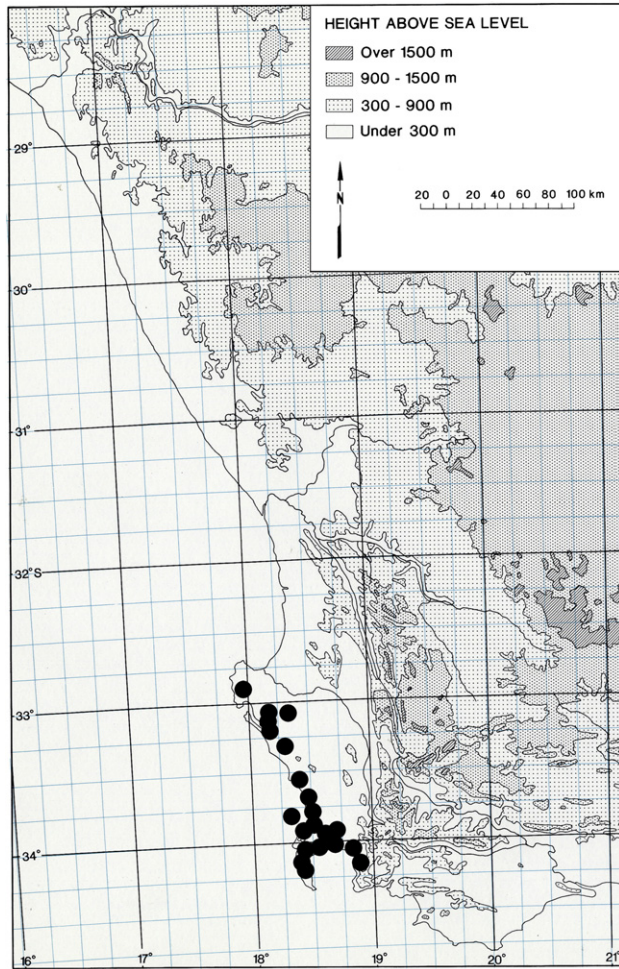 HEIGHT ABOVE SEA LEVEL
Over 1500 m
900 - 1500 m
300 - 900 m
Under 300 m
N
20 0 20 40 60 80 100 km
29°
30°
31°
32°S
33°
34°
16° 17 18 19 20 21°